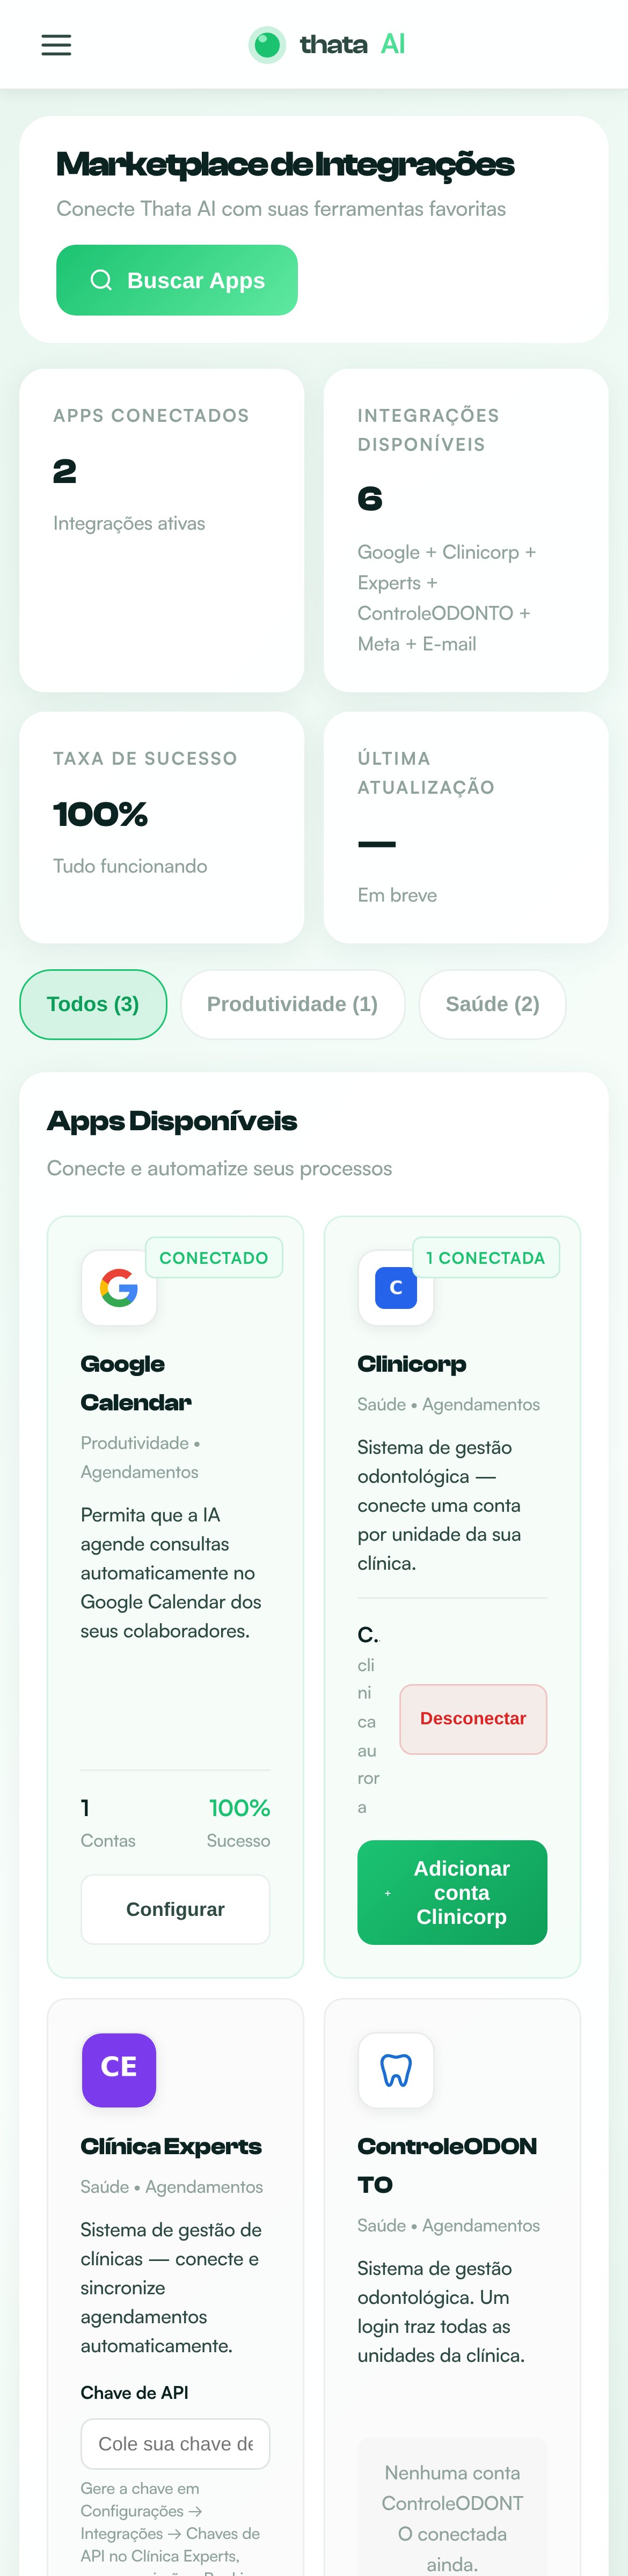 thata AI
Marketplace de Integrações
Conecte Thata AI com suas ferramentas favoritas
Buscar Apps
APPS CONECTADOS
2
Integrações ativas
INTEGRAÇÕES
DISPONÍVEIS
6
Google + Clinicorp +
Experts +
ControleODONTO +
Meta + E-mail
TAXA DE SUCESSO
100%
Tudo funcionando
ÚLTIMA
ATUALIZAÇÃO
—
Em breve
Todos (3)
Produtividade (1)
Saúde (2)
Apps Disponíveis
Conecte e automatize seus processos
CONECTADO
Google
Calendar
Produtividade •
Agendamentos
Permita que a IA
agende consultas
automaticamente no
Google Calendar dos
seus colaboradores.
1
Contas
100%
Sucesso
Configurar
1 CONECTADA
C
Clinicorp
Saúde • Agendamentos
Sistema de gestão
odontológica —
conecte uma conta
por unidade da sua
clínica.
C.
cli
ni
ca
au
ror
a
Desconectar
+ Adicionar
conta
Clinicorp
CE
Clínica Experts
Saúde • Agendamentos
Sistema de gestão de
clínicas — conecte e
sincronize
agendamentos
automaticamente.
Chave de API
Cole sua chave de
Gere a chave em
Configurações →
Integrações → Chaves de
API no Clínica Experts,
ControleODON
TO
Saúde • Agendamentos
Sistema de gestão
odontológica. Um
login traz todas as
unidades da clínica.
Nenhuma conta
ControleODONT
O conectada
ainda.